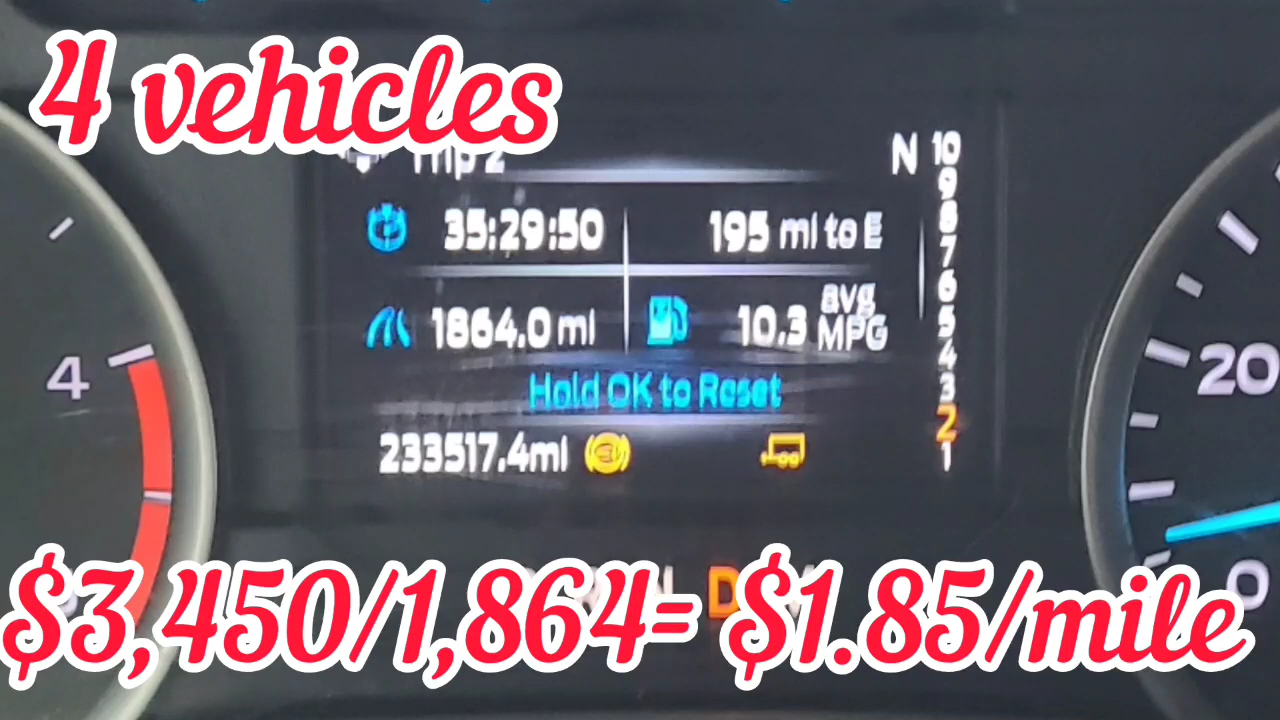 4 vehicles
Trip 2
N 10
9
8
7
6
5
4
3
2
1
35:29:50
195 mi to E
1864.0 mi
10.3 avg MPG
Hold OK to Reset
233517.4mi
4
20
0
$3,450/1,864= $1.85/mile